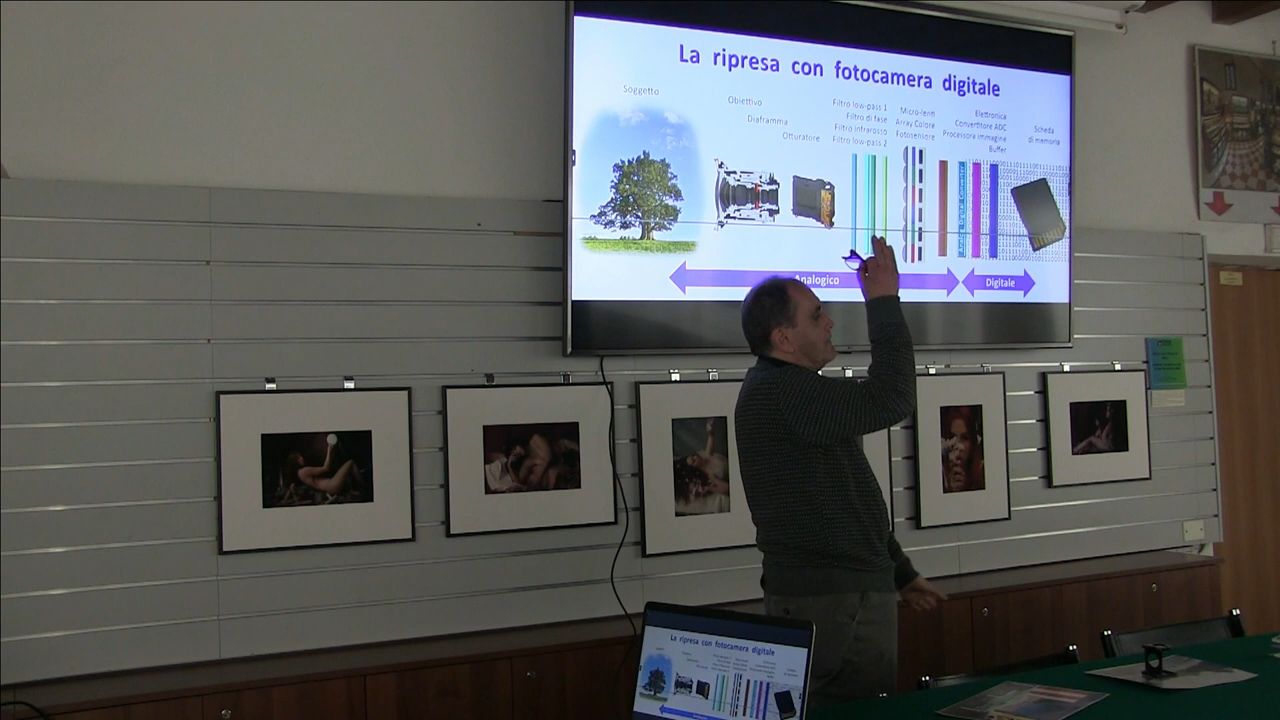 La ripresa con fotocamera digitale
Soggetto
Obiettivo
Diaframma
Otturatore
Filtro low-pass 1
Filtro di fase
Filtro infrarosso
Filtro low-pass 2
Micro-lenti
Array Colore
Fotosensore
Elettronica
Convertitore ADC
Processora immagine
Buffer
Scheda
di memoria
Analogico
Digitale
La ripresa con fotocamera digitale